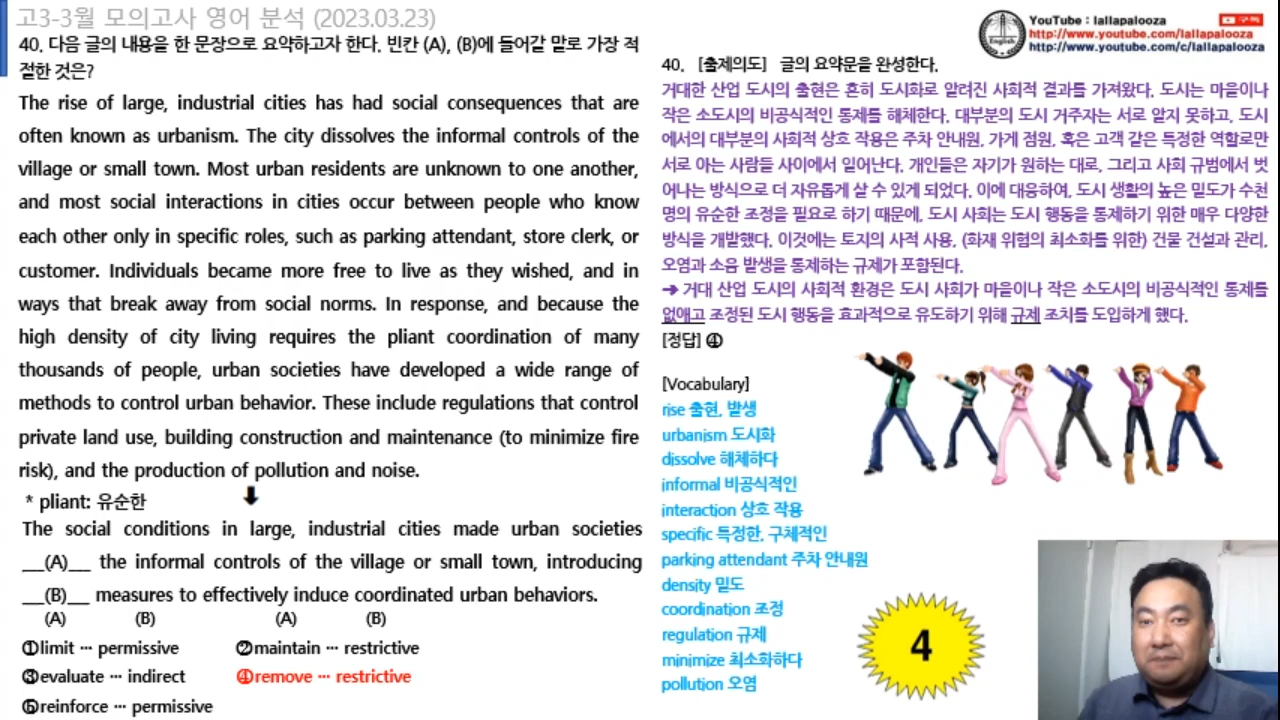 고3-3월 모의고사 영어 분석 (2023.03.23)
40. 다음 글의 내용을 한 문장으로 요약하고자 한다. 빈칸 (A), (B)에 들어갈 말로 가장 적
절한 것은?
The rise of large, industrial cities has had social consequences that are
often known as urbanism. The city dissolves the informal controls of the
village or small town. Most urban residents are unknown to one another,
and most social interactions in cities occur between people who know
each other only in specific roles, such as parking attendant, store clerk, or
customer. Individuals became more free to live as they wished, and in
ways that break away from social norms. In response, and because the
high density of city living requires the pliant coordination of many
thousands of people, urban societies have developed a wide range of
methods to control urban behavior. These include regulations that control
private land use, building construction and maintenance (to minimize fire
risk), and the production of pollution and noise.
* pliant: 유순한
The social conditions in large, industrial cities made urban societies
__(A)__ the informal controls of the village or small town, introducing
__(B)__ measures to effectively induce coordinated urban behaviors.
(A) (B) (A) (B)
①limit ··· permissive ②maintain ··· restrictive
③evaluate ··· indirect ④remove ··· restrictive
⑤reinforce ··· permissive
English
YouTube : lallapalooza 구독
http://www.youtube.com/lallapalooza
http://www.youtube.com/c/lallapalooza
40. [출제의도] 글의 요약문을 완성한다.
거대한 산업 도시의 출현은 흔히 도시화로 알려진 사회적 결과를 가져왔다. 도시는 마을이나
작은 소도시의 비공식적인 통제를 해체한다. 대부분의 도시 거주자는 서로 알지 못하고, 도시
에서의 대부분의 사회적 상호 작용은 주차 안내원, 가게 점원, 혹은 고객 같은 특정한 역할로만
서로 아는 사람들 사이에서 일어난다. 개인들은 자기가 원하는 대로, 그리고 사회 규범에서 벗
어나는 방식으로 더 자유롭게 살 수 있게 되었다. 이에 대응하여, 도시 생활의 높은 밀도가 수천
명의 유순한 조정을 필요로 하기 때문에, 도시 사회는 도시 행동을 통제하기 위한 매우 다양한
방식을 개발했다. 이것에는 토지의 사적 사용, (화재 위험의 최소화를 위한) 건물 건설과 관리,
오염과 소음 발생을 통제하는 규제가 포함된다.
➔ 거대 산업 도시의 사회적 환경은 도시 사회가 마을이나 작은 소도시의 비공식적인 통제를
없애고 조정된 도시 행동을 효과적으로 유도하기 위해 규제 조치를 도입하게 했다.
[정답] ④
[Vocabulary]
rise 출현, 발생
urbanism 도시화
dissolve 해체하다
informal 비공식적인
interaction 상호 작용
specific 특정한, 구체적인
parking attendant 주차 안내원
density 밀도
coordination 조정
regulation 규제
minimize 최소화하다
pollution 오염
4